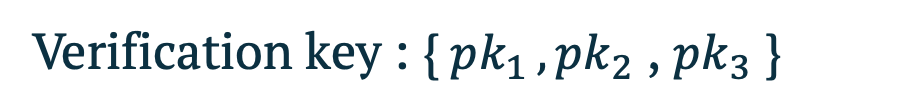 Verification key : { pk₁ , pk₂ , pk₃ }